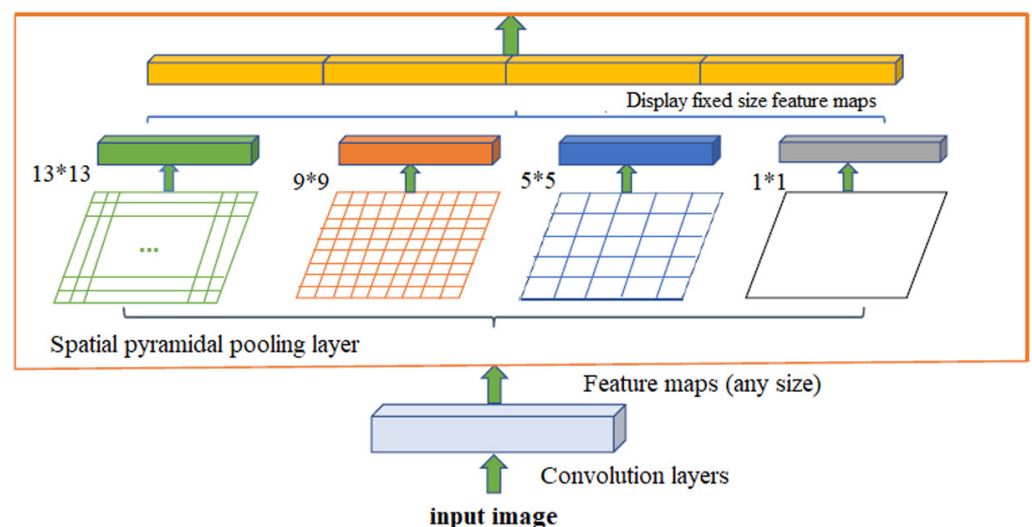 Display fixed size feature maps
13*13
9*9
5*5
1*1
...
Spatial pyramidal pooling layer
Feature maps (any size)
Convolution layers
input image